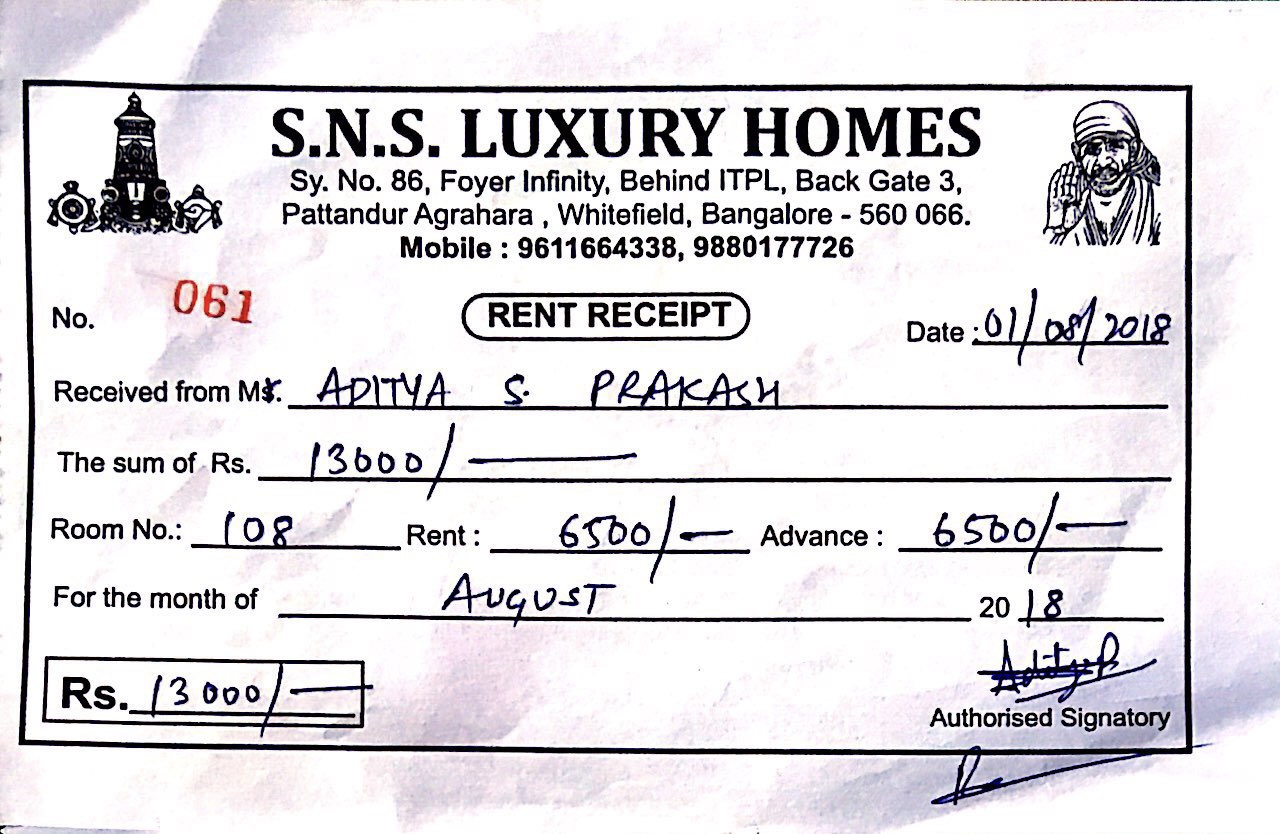 S.N.S. LUXURY HOMES
Sy. No. 86, Foyer Infinity, Behind ITPL, Back Gate 3,
Pattandur Agrahara , Whitefield, Bangalore - 560 066.
Mobile : 9611664338, 9880177726
No. 061 RENT RECEIPT Date : 01/08/2018
Received from Mr. ADITYA S. PRAKASH
The sum of Rs. 13000/-
Room No.: 108 Rent : 6500/- Advance : 6500/-
For the month of AUGUST 2018
Rs. 13000/-
Authorised Signatory